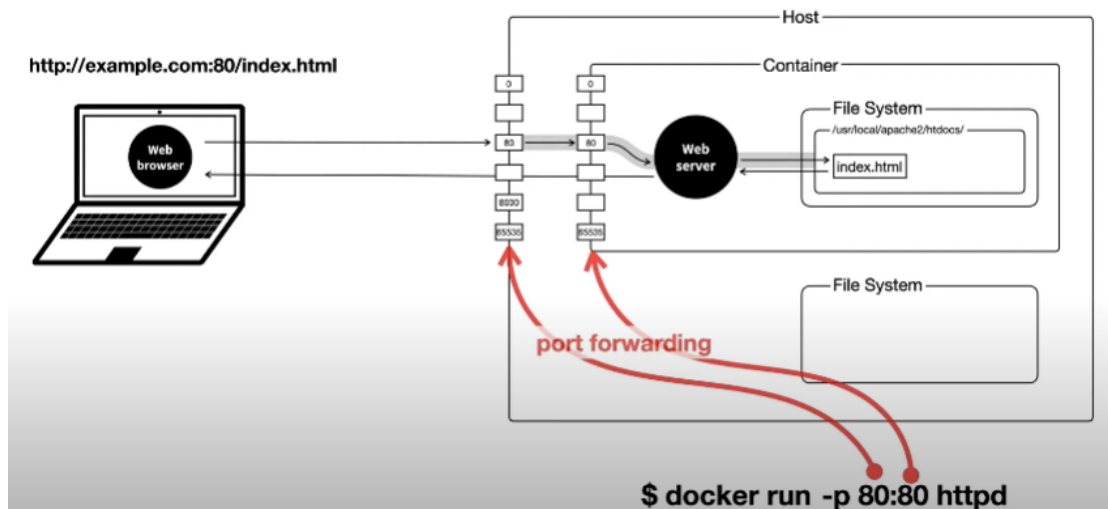 Host
http://example.com:80/index.html
Container
0
0
File System
/usr/local/apache2/htdocs/
Web
browser
80
80
Web
server
index.html
8000
65535
65535
File System
port forwarding
$ docker run -p 80:80 httpd